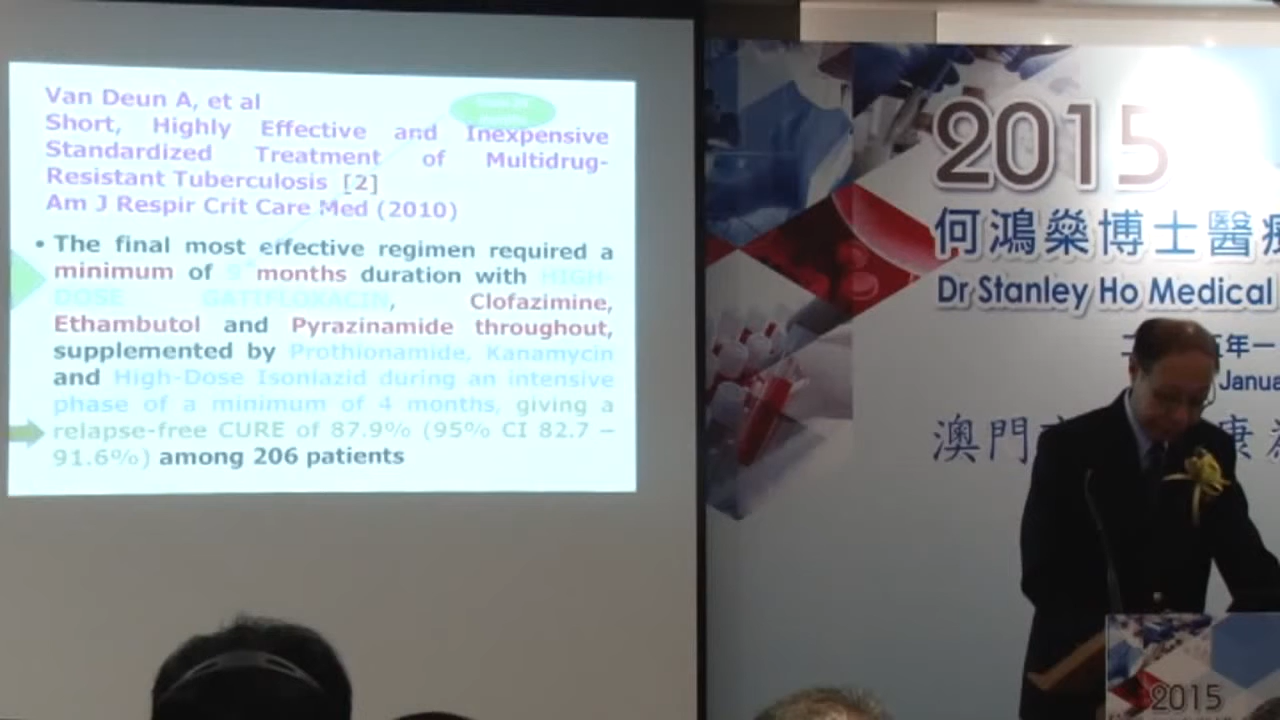 Van Deun A, et al
Short, Highly Effective and Inexpensive
Standardized Treatment of Multidrug-
Resistant Tuberculosis [2]
Am J Respir Crit Care Med (2010)
• The final most effective regimen required a
minimum of 9 months duration with HIGH-
DOSE GATIFLOXACIN, Clofazimine,
Ethambutol and Pyrazinamide throughout,
supplemented by Prothionamide, Kanamycin
and High-Dose Isoniazid during an intensive
phase of a minimum of 4 months, giving a
relapse-free CURE of 87.9% (95% CI 82.7 –
91.6%) among 206 patients
2015
何鴻燊博士醫療
Dr Stanley Ho Medical
年一
Janua
澳門
康
2015